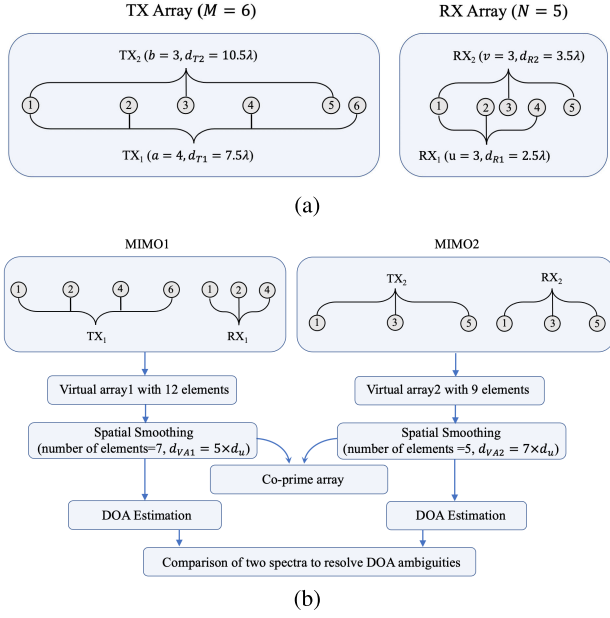 TX Array (M = 6)
RX Array (N = 5)
TX₂ (b = 3, d_T2 = 10.5λ)
1 2 3 4 5 6
TX₁ (a = 4, d_T1 = 7.5λ)
RX₂ (v = 3, d_R2 = 3.5λ)
1 2 3 4 5
RX₁ (u = 3, d_R1 = 2.5λ)
(a)
MIMO1
MIMO2
1 2 4 6
TX₁
1 2 4
RX₁
TX₂
1 3 5
RX₂
1 3 5
Virtual array1 with 12 elements
Virtual array2 with 9 elements
Spatial Smoothing
(number of elements=7, d_VA1 = 5×d_u)
Spatial Smoothing
(number of elements =5, d_VA2 = 7×d_u)
Co-prime array
DOA Estimation
DOA Estimation
Comparison of two spectra to resolve DOA ambiguities
(b)